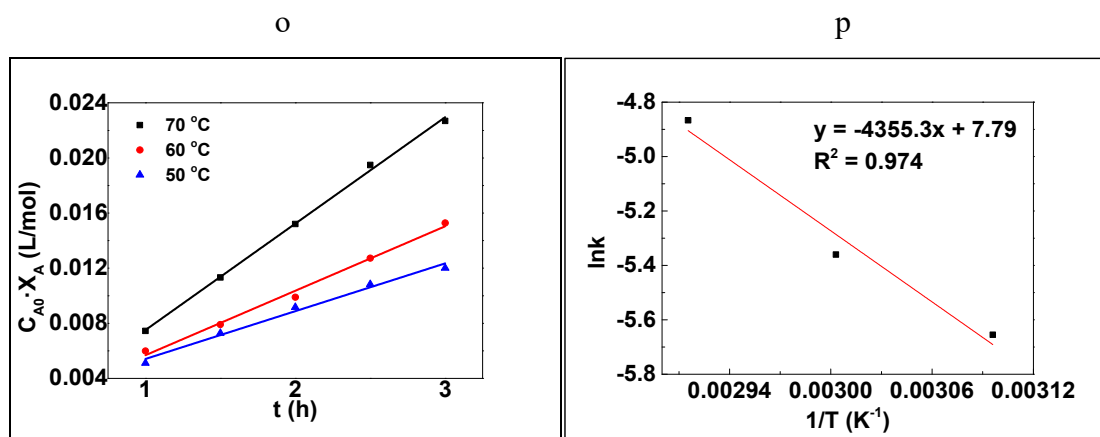 o
p
0.024
0.020
0.016
0.012
0.008
0.004
C_A0·X_A (L/mol)
70 °C
60 °C
50 °C
1
2
3
t (h)
-4.8
-5.0
-5.2
-5.4
-5.6
-5.8
lnk
y = -4355.3x + 7.79
R² = 0.974
0.00294
0.00300
0.00306
0.00312
1/T (K⁻¹)